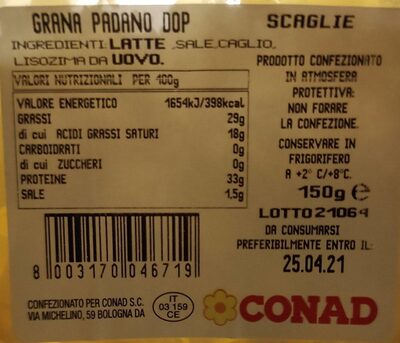 GRANA PADANO DOP
SCAGLIE
INGREDIENTI: LATTE, SALE, CAGLIO,
LISOZIMA DA UOVO.
VALORI NUTRIZIONALI PER 100g
VALORE ENERGETICO 1654kJ/398kcal
GRASSI 29g
di cui ACIDI GRASSI SATURI 18g
CARBOIDRATI 0g
di cui ZUCCHERI 0g
PROTEINE 33g
SALE 1,5g
PRODOTTO CONFEZIONATO
IN ATMOSFERA
PROTETTIVA:
NON FORARE
LA CONFEZIONE.
CONSERVARE IN
FRIGORIFERO
A +2° C/+8°C.
150g e
LOTTO 21064
DA CONSUMARSI
PREFERIBILMENTE ENTRO IL:
25.04.21
8 003170 046719
CONFEZIONATO PER CONAD S.C.
VIA MICHELINO, 59 BOLOGNA DA
IT
03 159
CE
CONAD